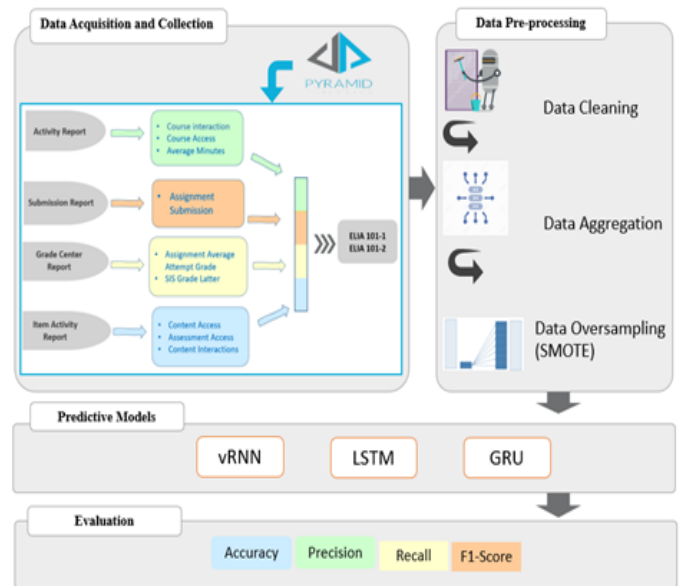 Data Acquisition and Collection
PYRAMID
Activity Report
Course interaction
Course Access
Average Minutes
Submission Report
Assignment
Submission
Grade Center
Report
Assignment Average
Attempt Grade
SIS Grade Latter
Item Activity
Report
Content Access
Assessment Access
Content Interactions
ELIA 101-1
ELIA 101-2
Data Pre-processing
Data Cleaning
Data Aggregation
Data Oversampling
(SMOTE)
Predictive Models
vRNN
LSTM
GRU
Evaluation
Accuracy
Precision
Recall
F1-Score